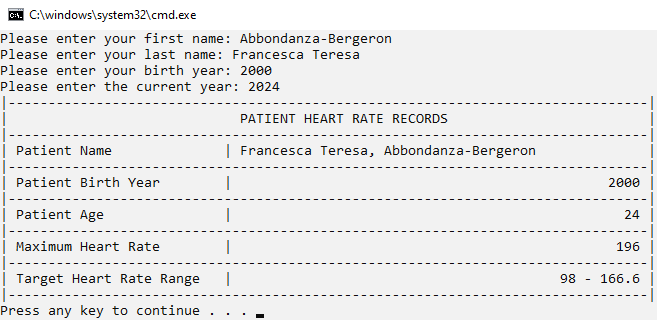 C:\windows\system32\cmd.exe
Please enter your first name: Abbondanza-Bergeron
Please enter your last name: Francesca Teresa
Please enter your birth year: 2000
Please enter the current year: 2024
|--------------------------------------------------------------------------------|
| PATIENT HEART RATE RECORDS |
|--------------------------------------------------------------------------------|
| Patient Name | Francesca Teresa, Abbondanza-Bergeron |
|--------------------------------------------------------------------------------|
| Patient Birth Year | 2000 |
|--------------------------------------------------------------------------------|
| Patient Age | 24 |
|--------------------------------------------------------------------------------|
| Maximum Heart Rate | 196 |
|--------------------------------------------------------------------------------|
| Target Heart Rate Range | 98 - 166.6 |
|--------------------------------------------------------------------------------|
Press any key to continue . . .